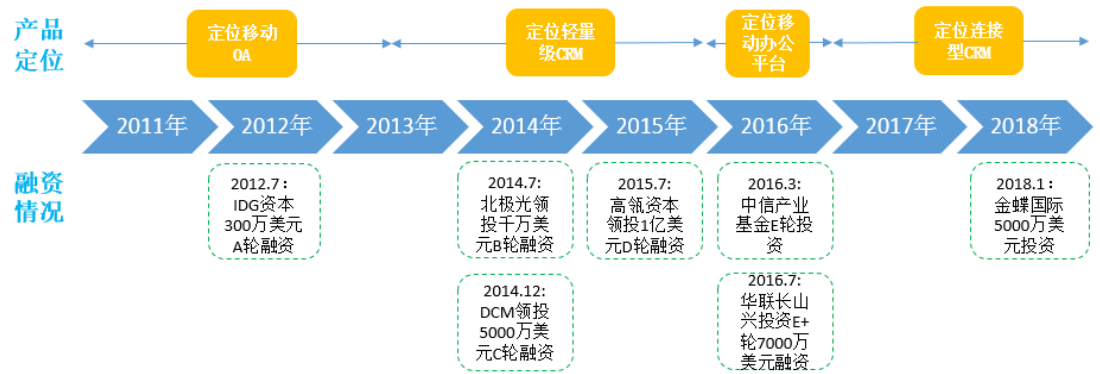 产品
定位
定位移动
OA
定位轻量
级CRM
定位移
动办公
平台
定位连接
型CRM
2011年
2012年
2013年
2014年
2015年
2016年
2017年
2018年
融资
情况
2012.7：
IDG资本
300万美元
A轮融资
2014.7:
北极光领
投千万美
元B轮融资
2015.7:
高瓴资本
领投1亿美
元D轮融资
2016.3:
中信产业
基金E轮投
资
2018.1：
金蝶国际
5000万美
元投资
2014.12:
DCM领投
5000万美
元C轮融资
2016.7:
华联长山
兴投资E+
轮7000万
美元融资